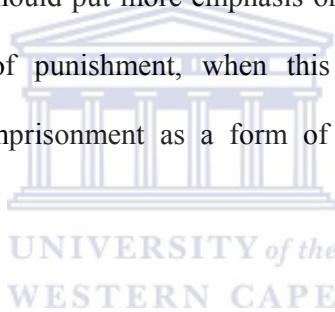 should put more emphasis on
of punishment, when this
imprisonment as a form of
UNIVERSITY of the
WESTERN CAPE